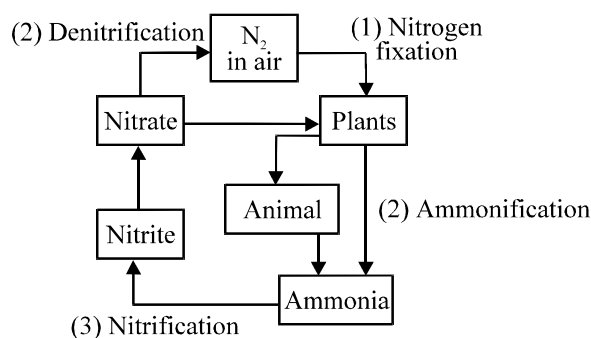 (2) Denitrification
N₂
in air
(1) Nitrogen
fixation
Nitrate
Plants
Animal
(2) Ammonification
Nitrite
Ammonia
(3) Nitrification